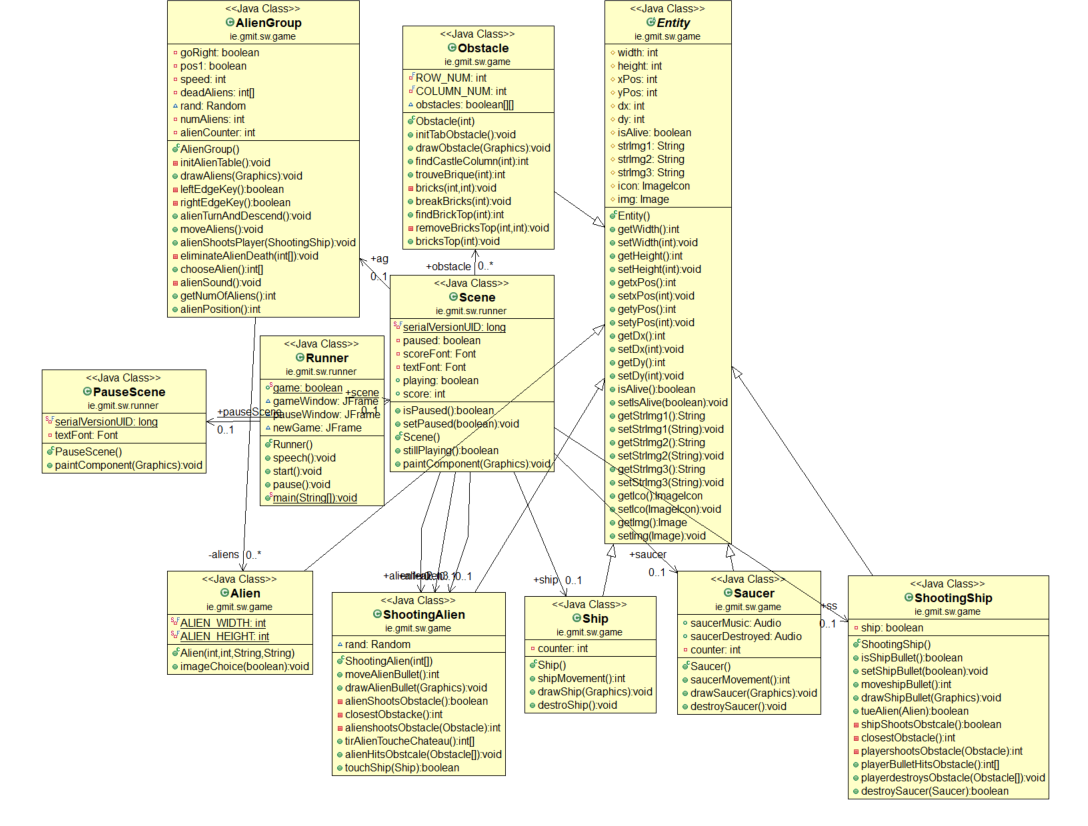 <<Java Class>>
AlienGroup
ie.gmit.sw.game
goRight: boolean
pos1: boolean
speed: int
deadAliens: int[]
rand: Random
numAliens: int
alienCounter: int
AlienGroup()
initAlienTable():void
drawAliens(Graphics):void
leftEdgeKey():boolean
rightEdgeKey():boolean
alienTurnAndDescend():void
moveAliens():void
alienShootsPlayer(ShootingShip):void
eliminateAlienDeath(int[]):void
chooseAlien():int[]
alienSound():void
getNumOfAliens():int
alienPosition():int
<<Java Class>>
Obstacle
ie.gmit.sw.game
ROW_NUM: int
COLUMN_NUM: int
obstacles: boolean[][]
Obstacle(int)
initTabObstacle():void
drawObstacle(Graphics):void
findCastleColumn(int):int
trouveBrique(int):int
bricks(int,int):void
breakBricks(int):void
findBrickTop(int):int
removeBricksTop(int,int):void
bricksTop(int):void
<<Java Class>>
Entity
ie.gmit.sw.game
width: int
height: int
xPos: int
yPos: int
dx: int
dy: int
isAlive: boolean
strImg1: String
strImg2: String
strImg3: String
icon: ImageIcon
img: Image
Entity()
getWidth():int
setWidth(int):void
getHeight():int
setHeight(int):void
getxPos():int
setxPos(int):void
getyPos():int
setyPos(int):void
getDx():int
setDx(int):void
getDy():int
setDy(int):void
isAlive():boolean
setIsAlive(boolean):void
getStrImg1():String
setStrImg1(String):void
getStrImg2():String
setStrImg2(String):void
getStrImg3():String
setStrImg3(String):void
getIco():ImageIcon
setIco(ImageIcon):void
getImg():Image
setImg(Image):void
+ag
0..1
+obstacle 0..*
<<Java Class>>
Scene
ie.gmit.sw.runner
serialVersionUID: long
paused: boolean
scoreFont: Font
textFont: Font
playing: boolean
score: int
isPaused():boolean
setPaused(boolean):void
Scene()
stillPlaying():boolean
paintComponent(Graphics):void
<<Java Class>>
Runner
ie.gmit.sw.runner
game: boolean
gameWindow: JFrame
pauseWindow: JFrame
newGame: JFrame
Runner()
speech():void
start():void
pause():void
main(String[]):void
+scene
0..1
<<Java Class>>
PauseScene
ie.gmit.sw.runner
serialVersionUID: long
textFont: Font
PauseScene()
paintComponent(Graphics):void
+pauseScene
0..1
-aliens 0..*
<<Java Class>>
Alien
ie.gmit.sw.game
ALIEN_WIDTH: int
ALIEN_HEIGHT: int
Alien(int,int,String,String)
imageChoice(boolean):void
0..1
<<Java Class>>
ShootingAlien
ie.gmit.sw.game
rand: Random
ShootingAlien(int[])
moveAlienBullet():int
drawAlienBullet(Graphics):void
alienShootsObstacle():boolean
closestObstacke():int
alienshootsObstacle(Obstacle):int
tirAlienToucheChateau():int[]
alienHitsObstcale(Obstacle[]):void
touchShip(Ship):boolean
+ship 0..1
<<Java Class>>
Ship
ie.gmit.sw.game
counter: int
Ship()
shipMovement():int
drawShip(Graphics):void
destroShip():void
+saucer
0..1
<<Java Class>>
Saucer
ie.gmit.sw.game
saucerMusic: Audio
saucerDestroyed: Audio
counter: int
Saucer()
saucerMovement():int
drawSaucer(Graphics):void
destroySaucer():void
+ss
0..1
<<Java Class>>
ShootingShip
ie.gmit.sw.game
ship: boolean
ShootingShip()
isShipBullet():boolean
setShipBullet(boolean):void
moveshipBullet():int
drawShipBullet(Graphics):void
tueAlien(Alien):boolean
shipShootsObstcale():boolean
closestObstacle():int
playershootsObstacle(Obstacle):int
playerBulletHitsObstacle():int[]
playerdestroysObstacle(Obstacle[]):void
destroySaucer(Saucer):boolean